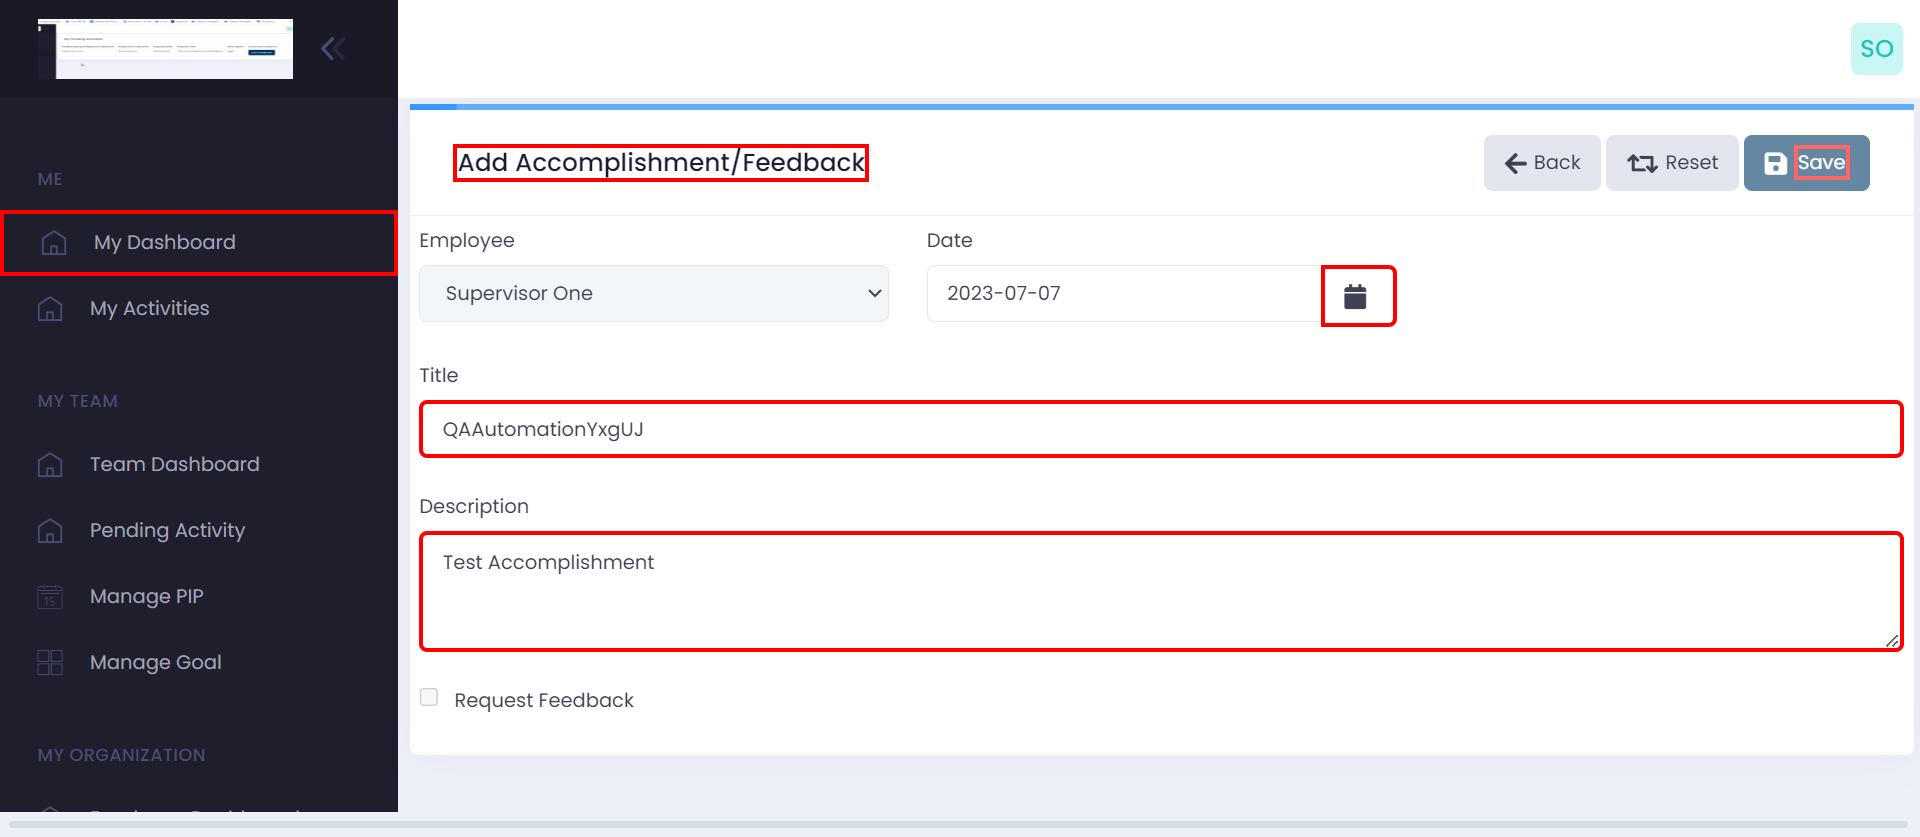 SO
Add Accomplishment/Feedback
Back
Reset
Save
ME
My Dashboard
My Activities
MY TEAM
Team Dashboard
Pending Activity
Manage PIP
15
Manage Goal
MY ORGANIZATION
Employee
Supervisor One
Date
2023-07-07
Title
QAAutomationYxgUJ
Description
Test Accomplishment
Request Feedback